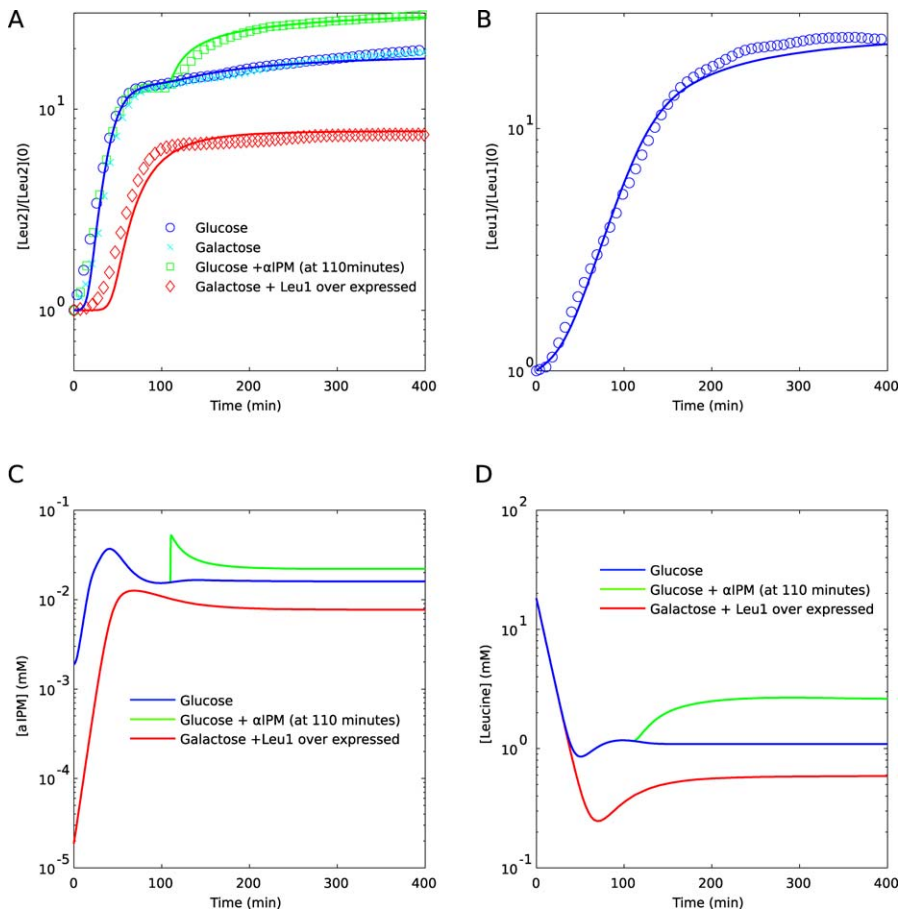 A
[Leu2]/[Leu2](0)
10^1
10^0
0 100 200 300 400
Time (min)
Glucose
Galactose
Glucose +αIPM (at 110minutes)
Galactose + Leu1 over expressed
B
[Leu1]/[Leu1](0)
10^1
10^0
0 100 200 300 400
Time (min)
C
[a IPM] (mM)
10^-1
10^-2
10^-3
10^-4
10^-5
0 100 200 300 400
Time (min)
Glucose
Glucose + αIPM (at 110 minutes)
Galactose +Leu1 over expressed
D
[Leucine] (mM)
10^2
10^1
10^0
10^-1
0 100 200 300 400
Time (min)
Glucose
Glucose + αIPM (at 110 minutes)
Galactose + Leu1 over expressed